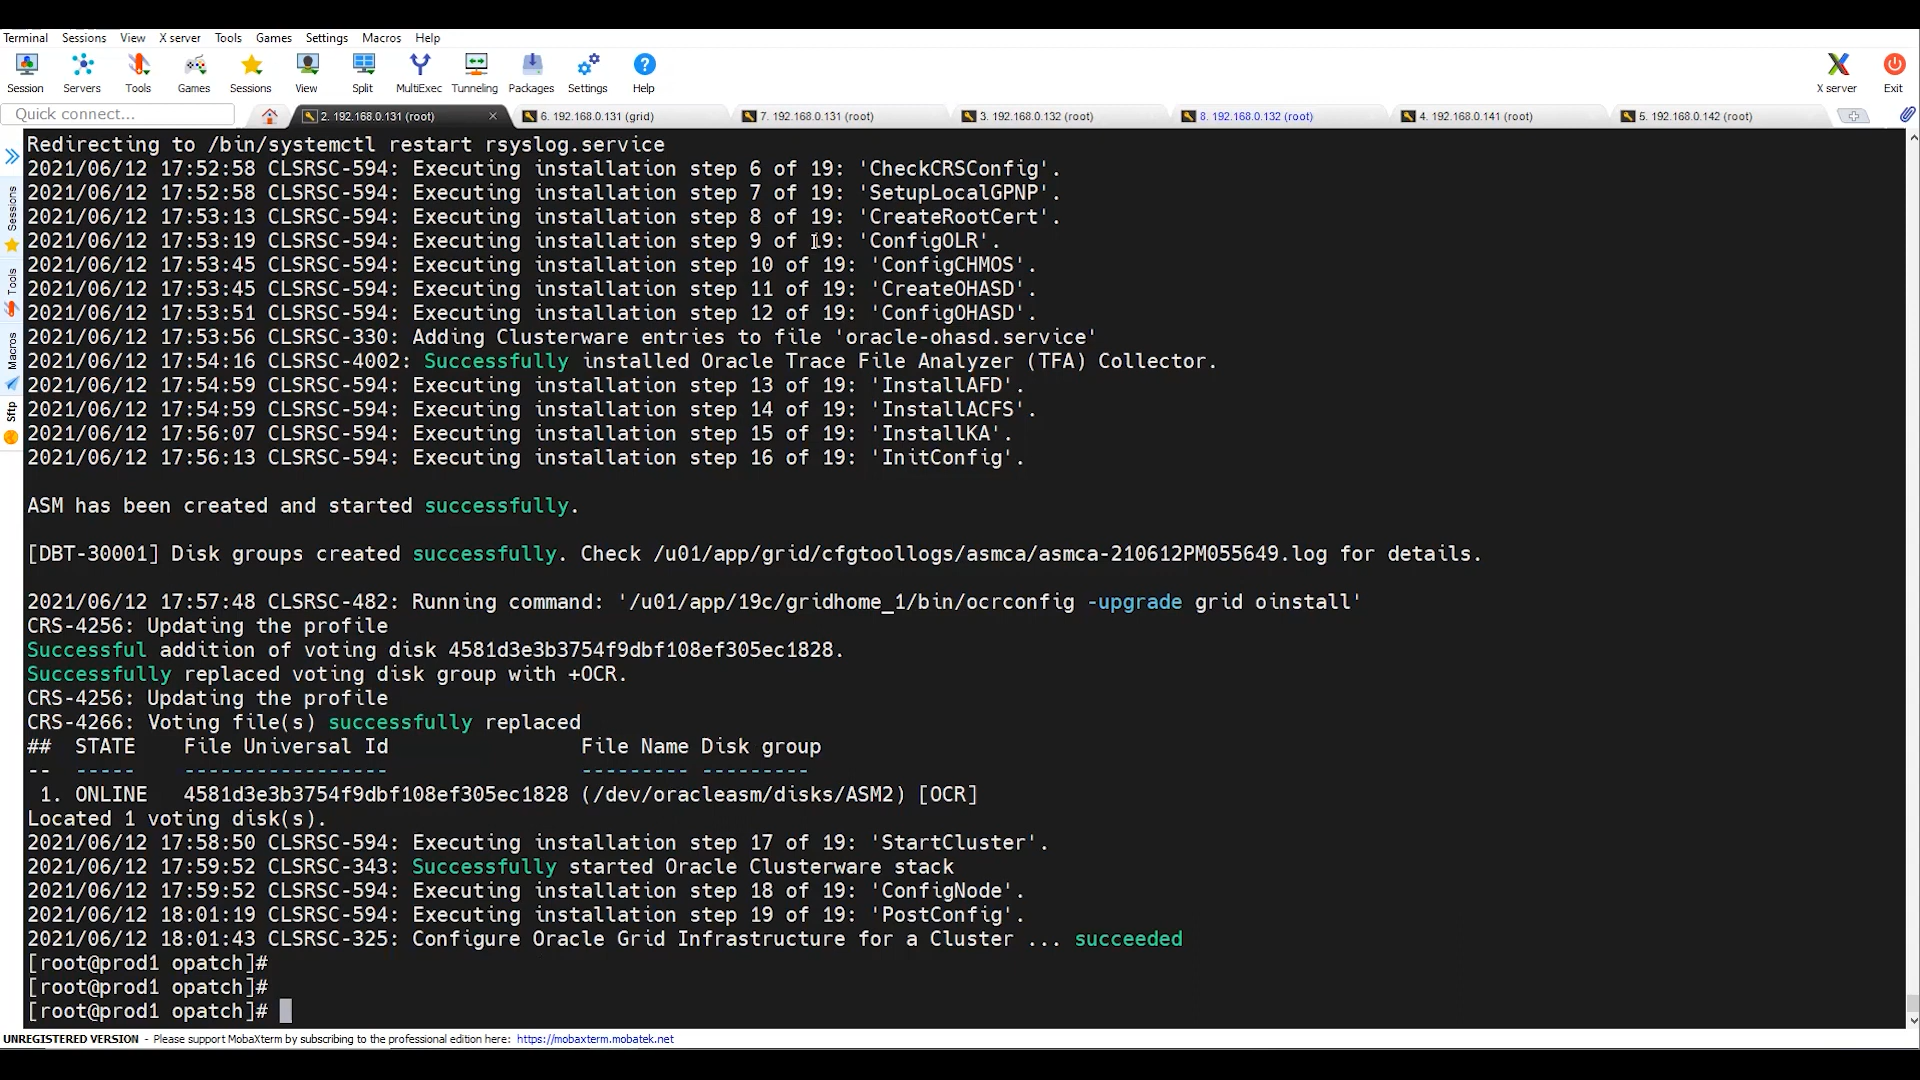 Terminal Sessions View X server Tools Games Settings Macros Help
Session Servers Tools Games Sessions View Split MultiExec Tunneling Packages Settings Help X server Exit
Quick connect... 2. 192.168.0.131 (root) 6. 192.168.0.131 (grid) 7. 192.168.0.131 (root) 3. 192.168.0.132 (root) 8. 192.168.0.132 (root) 4. 192.168.0.141 (root) 5. 192.168.0.142 (root)
Sessions
Tools
Macros
Sftp
Redirecting to /bin/systemctl restart rsyslog.service
2021/06/12 17:52:58 CLSRSC-594: Executing installation step 6 of 19: 'CheckCRSConfig'.
2021/06/12 17:52:58 CLSRSC-594: Executing installation step 7 of 19: 'SetupLocalGPNP'.
2021/06/12 17:53:13 CLSRSC-594: Executing installation step 8 of 19: 'CreateRootCert'.
2021/06/12 17:53:19 CLSRSC-594: Executing installation step 9 of 19: 'ConfigOLR'.
2021/06/12 17:53:45 CLSRSC-594: Executing installation step 10 of 19: 'ConfigCHMOS'.
2021/06/12 17:53:45 CLSRSC-594: Executing installation step 11 of 19: 'CreateOHASD'.
2021/06/12 17:53:51 CLSRSC-594: Executing installation step 12 of 19: 'ConfigOHASD'.
2021/06/12 17:53:56 CLSRSC-330: Adding Clusterware entries to file 'oracle-ohasd.service'
2021/06/12 17:54:16 CLSRSC-4002: Successfully installed Oracle Trace File Analyzer (TFA) Collector.
2021/06/12 17:54:59 CLSRSC-594: Executing installation step 13 of 19: 'InstallAFD'.
2021/06/12 17:54:59 CLSRSC-594: Executing installation step 14 of 19: 'InstallACFS'.
2021/06/12 17:56:07 CLSRSC-594: Executing installation step 15 of 19: 'InstallKA'.
2021/06/12 17:56:13 CLSRSC-594: Executing installation step 16 of 19: 'InitConfig'.
ASM has been created and started successfully.
[DBT-30001] Disk groups created successfully. Check /u01/app/grid/cfgtoollogs/asmca/asmca-210612PM055649.log for details.
2021/06/12 17:57:48 CLSRSC-482: Running command: '/u01/app/19c/gridhome_1/bin/ocrconfig -upgrade grid oinstall'
CRS-4256: Updating the profile
Successful addition of voting disk 4581d3e3b3754f9dbf108ef305ec1828.
Successfully replaced voting disk group with +OCR.
CRS-4256: Updating the profile
CRS-4266: Voting file(s) successfully replaced
## STATE File Universal Id File Name Disk group
-- ----- ----------------- --------- ---------
1. ONLINE 4581d3e3b3754f9dbf108ef305ec1828 (/dev/oracleasm/disks/ASM2) [OCR]
Located 1 voting disk(s).
2021/06/12 17:58:50 CLSRSC-594: Executing installation step 17 of 19: 'StartCluster'.
2021/06/12 17:59:52 CLSRSC-343: Successfully started Oracle Clusterware stack
2021/06/12 17:59:52 CLSRSC-594: Executing installation step 18 of 19: 'ConfigNode'.
2021/06/12 18:01:19 CLSRSC-594: Executing installation step 19 of 19: 'PostConfig'.
2021/06/12 18:01:43 CLSRSC-325: Configure Oracle Grid Infrastructure for a Cluster ... succeeded
[root@prod1 opatch]#
[root@prod1 opatch]#
[root@prod1 opatch]#
UNREGISTERED VERSION - Please support MobaXterm by subscribing to the professional edition here: https://mobaxterm.mobatek.net